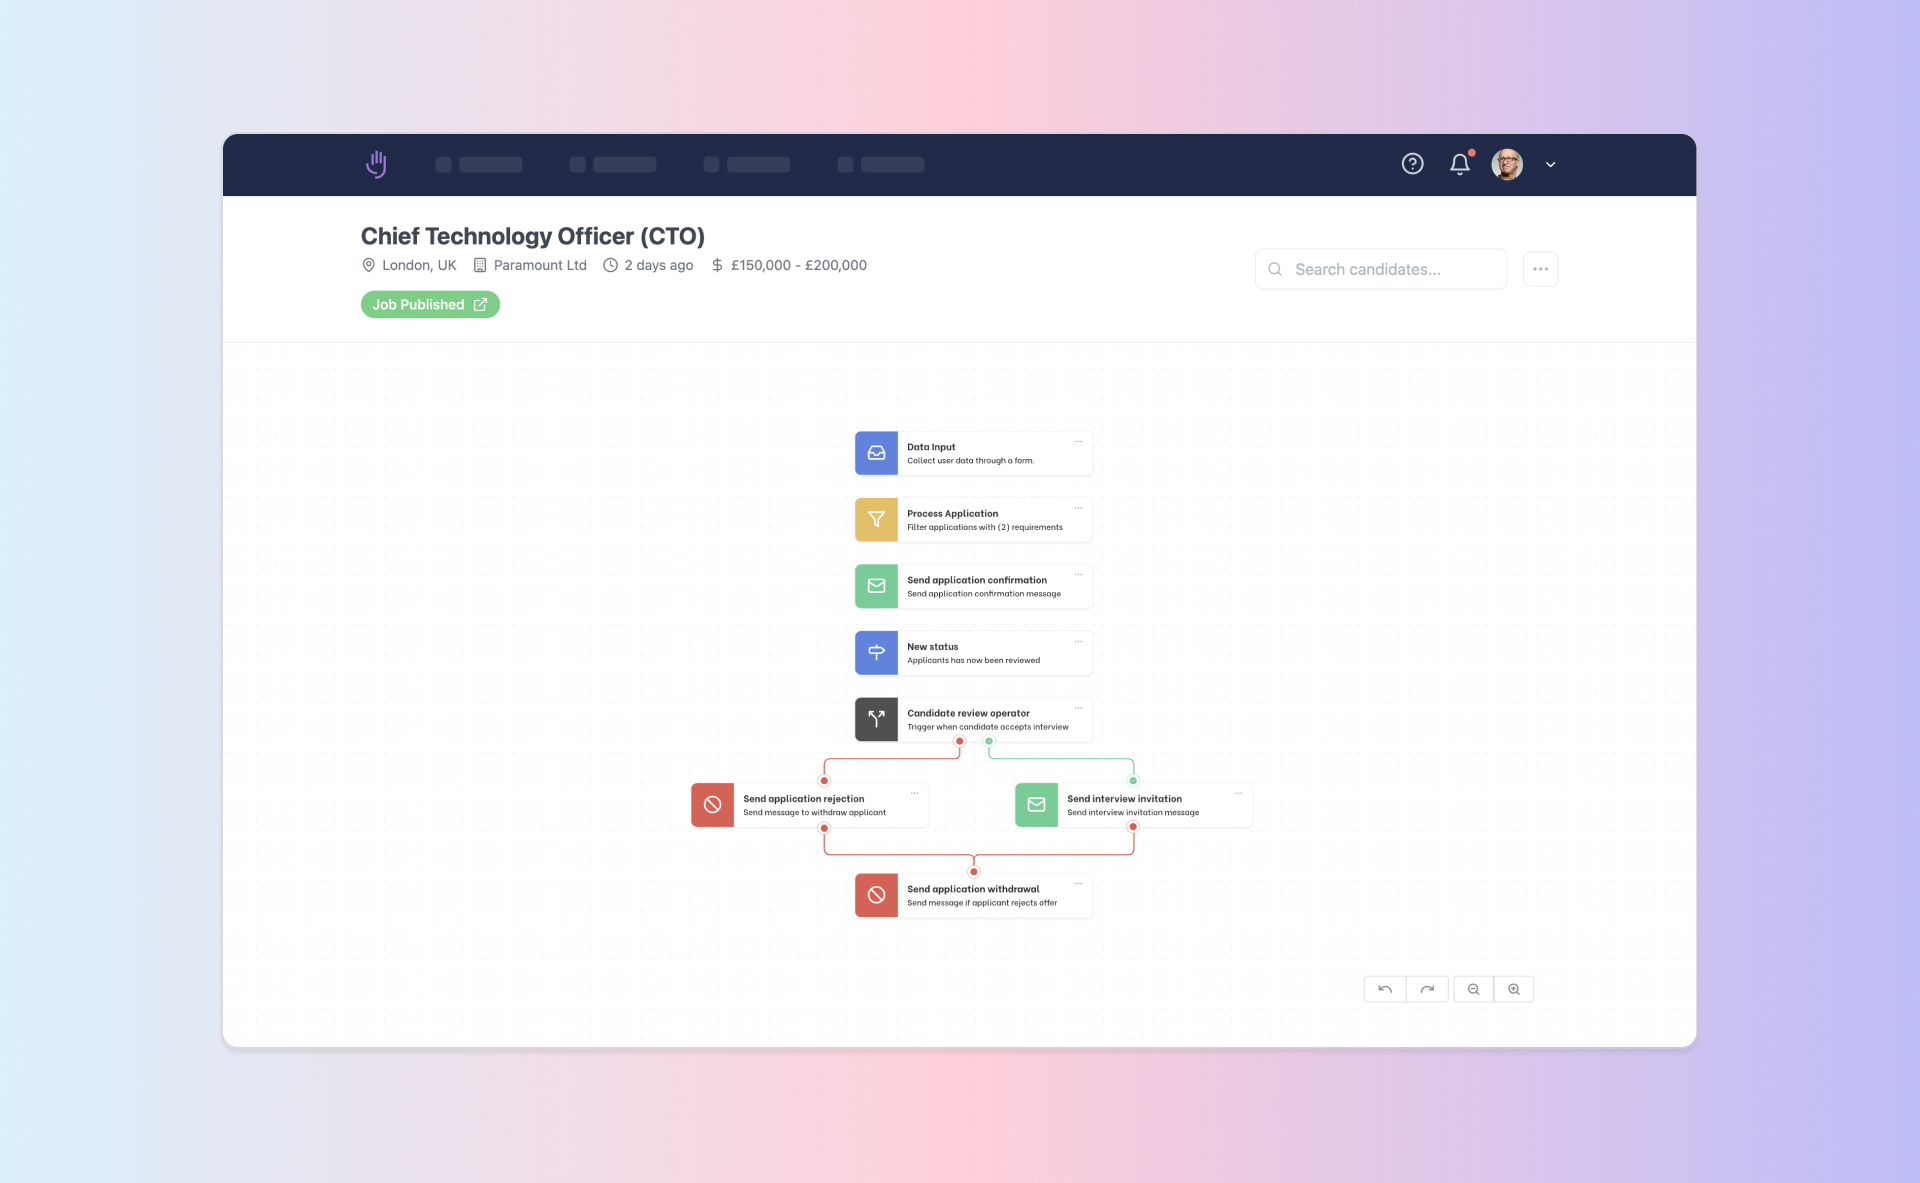 Chief Technology Officer (CTO)
London, UK Paramount Ltd 2 days ago £150,000 - £200,000
Search candidates...
Job Published
Data Input
Collect user data through a form.
Process Application
Filter applications with (2) requirements
Send application confirmation
Send application confirmation message
New status
Applicants has now been reviewed
Candidate review operator
Trigger when candidate accepts interview
Send application rejection
Send message to withdraw applicant
Send interview invitation
Send interview invitation message
Send application withdrawal
Send message if applicant rejects offer